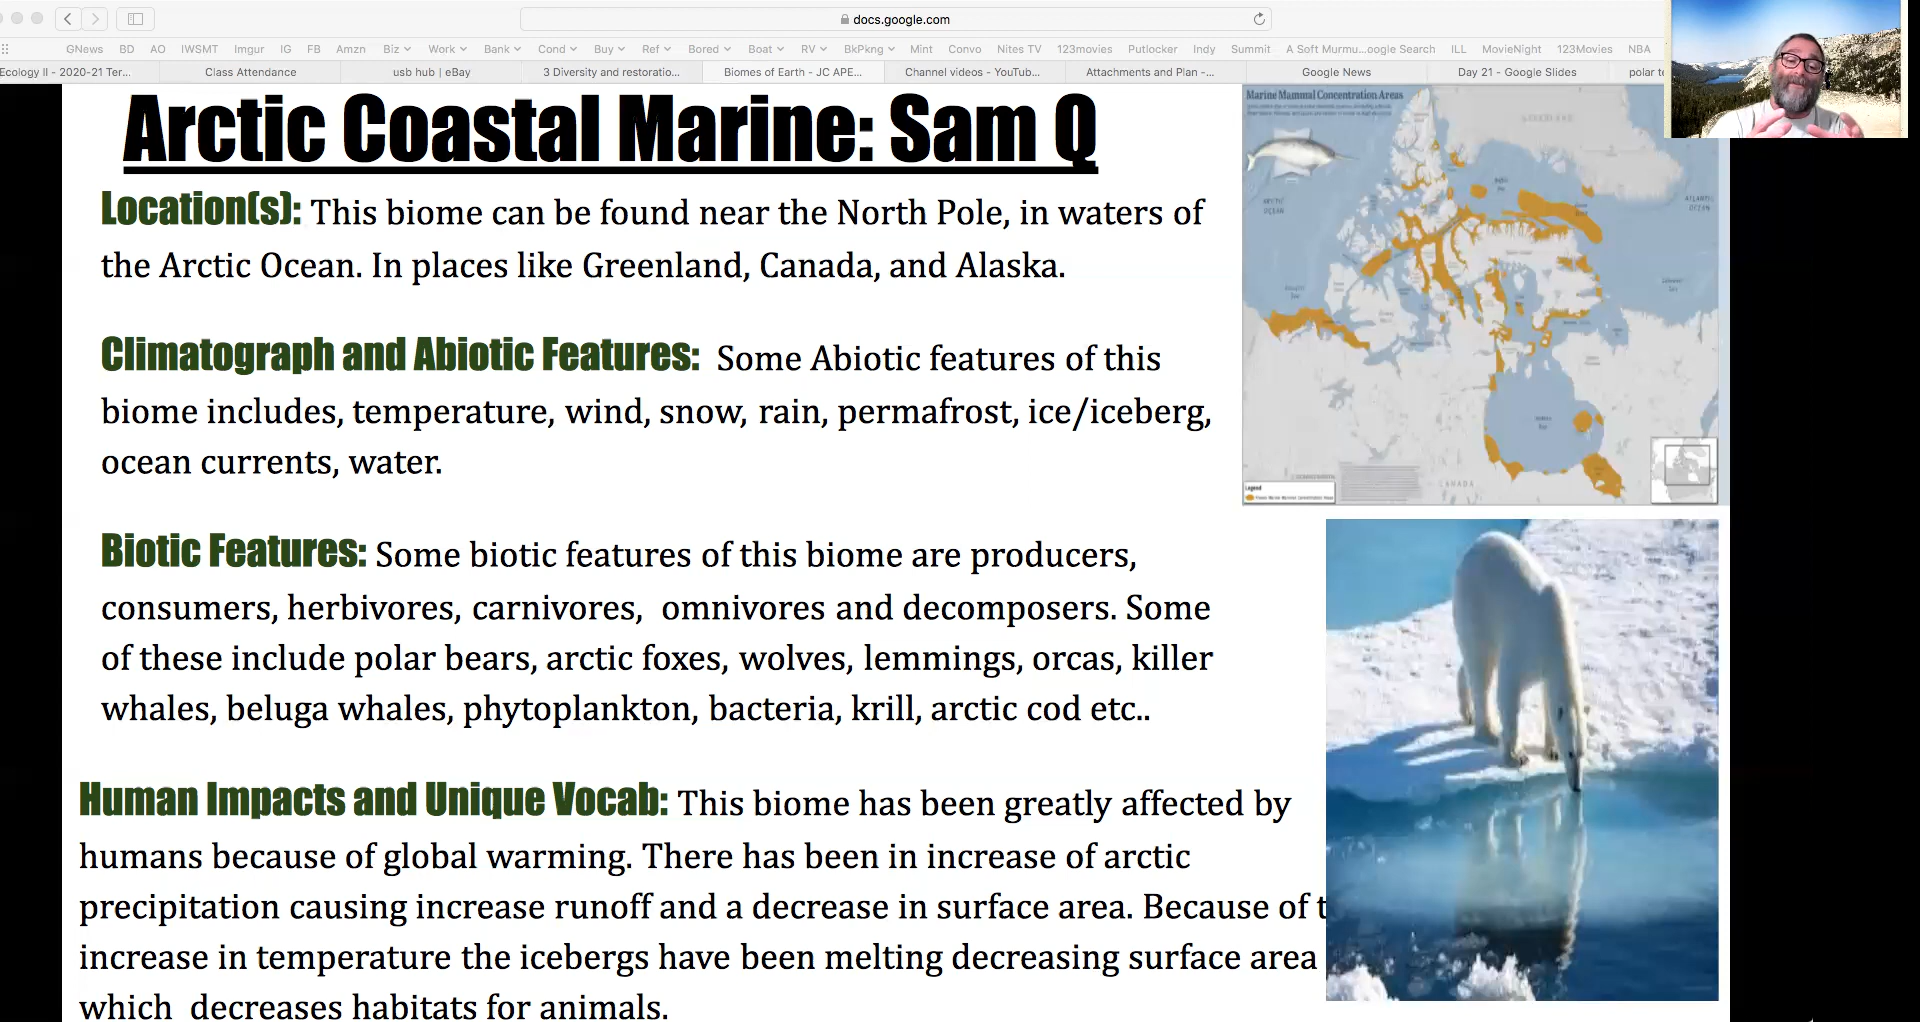 docs.google.com
GNews BD AO IWSMT Imgur IG FB Amzn Biz Work Bank Cond Buy Ref Bored Boat RV BkPkng Mint Convo Nites TV 123movies Putlocker Indy Summit A Soft Murmu...oogle Search ILL MovieNight 123Movies NBA
Ecology II - 2020-21 Ter... Class Attendance usb hub | eBay 3 Diversity and restoratio... Biomes of Earth - JC APE... Channel videos - YouTub... Attachments and Plan -... Google News Day 21 - Google Slides polar te
Arctic Coastal Marine: Sam Q
Location(s): This biome can be found near the North Pole, in waters of
the Arctic Ocean. In places like Greenland, Canada, and Alaska.
Climatograph and Abiotic Features: Some Abiotic features of this
biome includes, temperature, wind, snow, rain, permafrost, ice/iceberg,
ocean currents, water.
Biotic Features: Some biotic features of this biome are producers,
consumers, herbivores, carnivores, omnivores and decomposers. Some
of these include polar bears, arctic foxes, wolves, lemmings, orcas, killer
whales, beluga whales, phytoplankton, bacteria, krill, arctic cod etc..
Human Impacts and Unique Vocab: This biome has been greatly affected by
humans because of global warming. There has been in increase of arctic
precipitation causing increase runoff and a decrease in surface area. Because of t
increase in temperature the icebergs have been melting decreasing surface area
which decreases habitats for animals.
Marine Mammal Concentration Areas
ARCTIC
OCEAN
ATLANTIC
OCEAN
CANADA
Legend